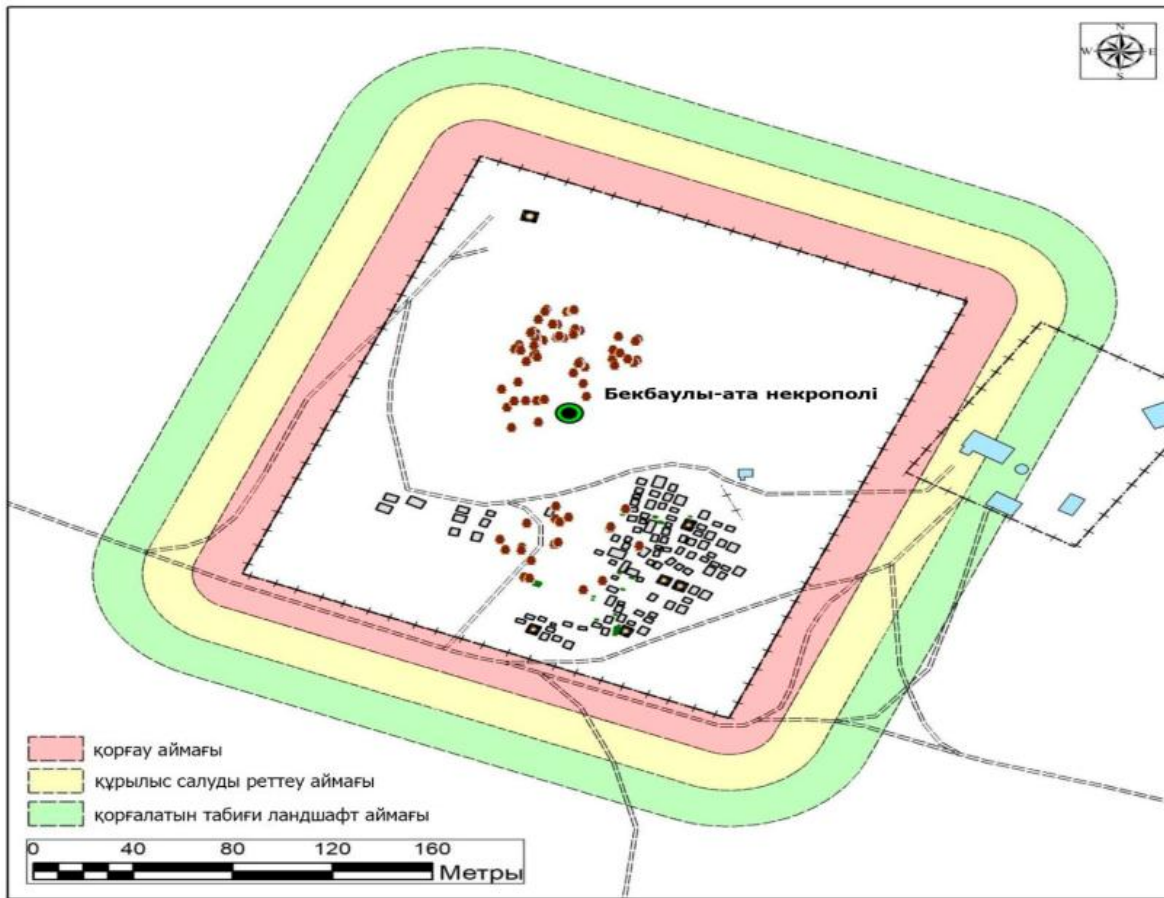 N
W E
S
Бекбаулы-ата некрополі
қорғау аймағы
құрылыс салуды реттеу аймағы
қорғалатын табиғи ландшафт аймағы
0 40 80 120 160
Метры